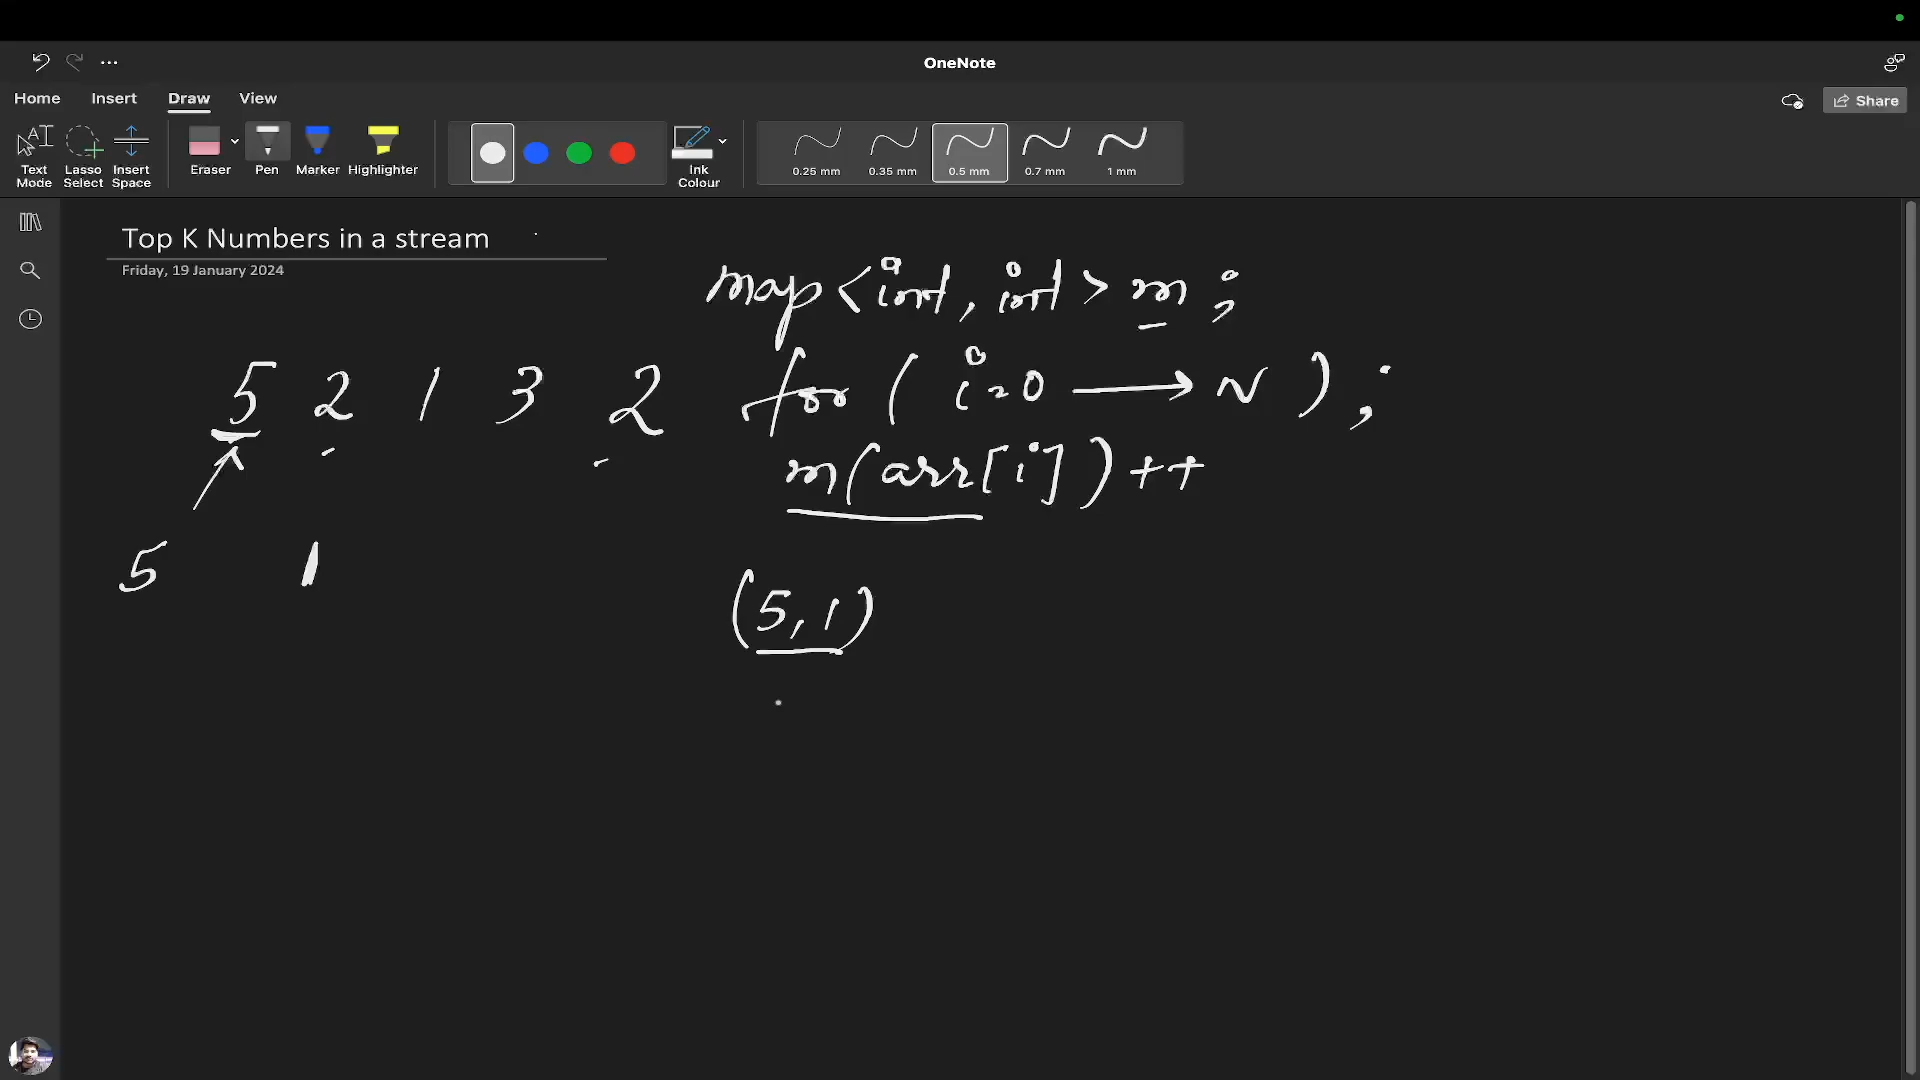 OneNote
Home Insert Draw View
Share
Text Mode
Lasso Select
Insert Space
Eraser
Pen
Marker
Highlighter
Ink Colour
0.25 mm
0.35 mm
0.5 mm
0.7 mm
1 mm
Top K Numbers in a stream
Friday, 19 January 2024
map<int, int> m ;
5 2 1 3 2
for ( i=0 → N ) ;
m(arr[i])++
5 1
(5,1)